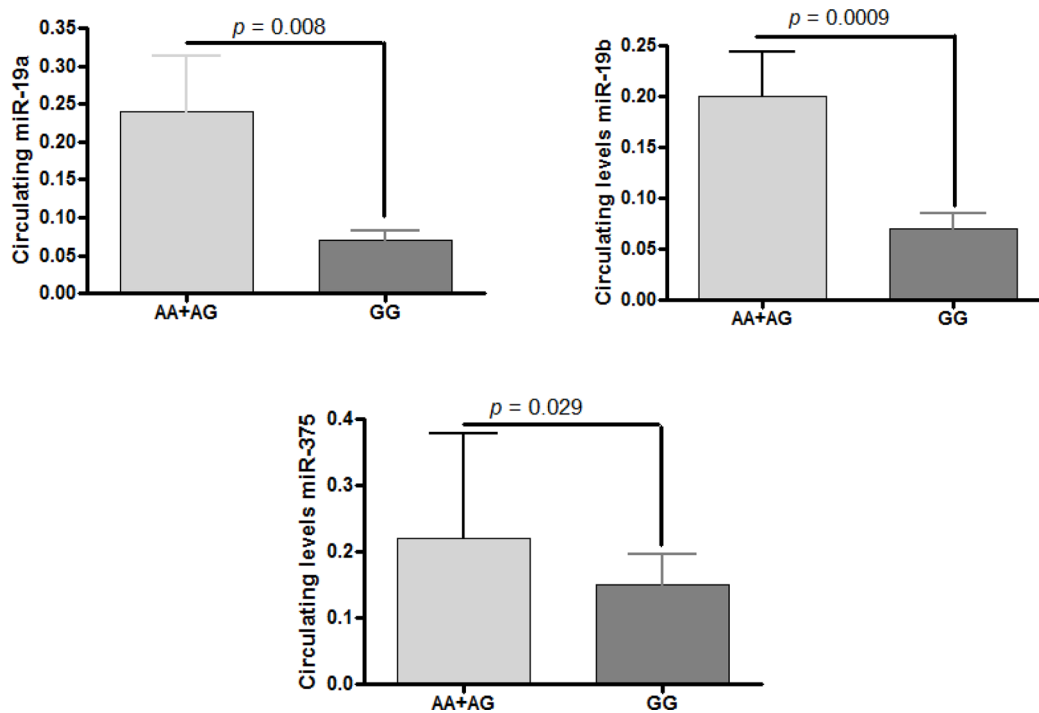 Circulating miR-19a
0.35
0.30
0.25
0.20
0.15
0.10
0.05
0.00
p = 0.008
AA+AG GG
Circulating levels miR-19b
0.25
0.20
0.15
0.10
0.05
0.00
p = 0.0009
AA+AG GG
Circulating levels miR-375
0.4
0.3
0.2
0.1
0.0
p = 0.029
AA+AG GG